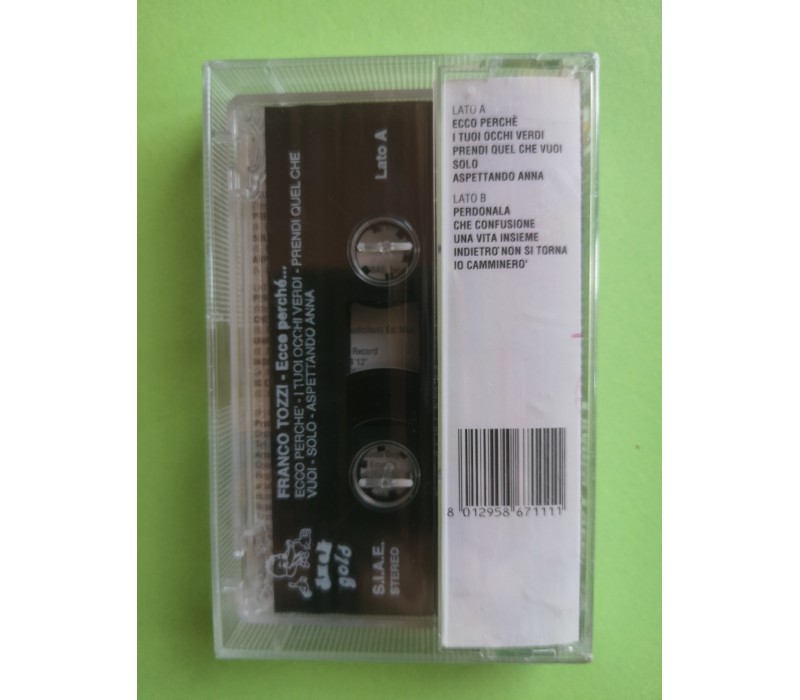 LATO A
ECCO PERCHÈ
I TUOI OCCHI VERDI
PRENDI QUEL CHE VUOI
SOLO
ASPETTANDO ANNA
LATO B
PERDONALA
CHE CONFUSIONE
UNA VITA INSIEME
INDIETRO NON SI TORNA
IO CAMMINERO'
8 012958 671111
FRANCO TOZZI - Ecco perché...
ECCO PERCHE' - I TUOI OCCHI VERDI - PRENDI QUEL CHE
VUOI - SOLO - ASPETTANDO ANNA
Lato A
gold
S.I.A.E.
STEREO
Record